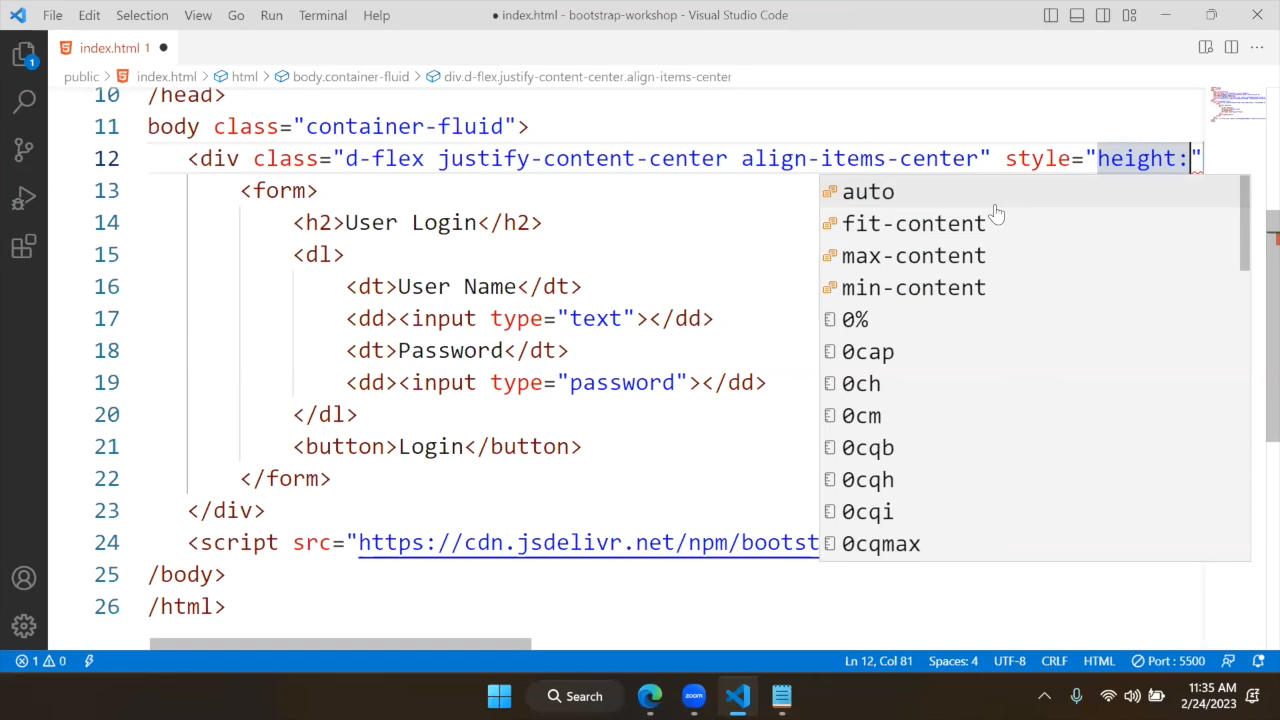 File Edit Selection View Go Run Terminal Help
● index.html - bootstrap-workshop - Visual Studio Code
index.html 1 ●
public > index.html > html > body.container-fluid > div.d-flex.justify-content-center.align-items-center
10 /head>
11 body class="container-fluid">
12 <div class="d-flex justify-content-center align-items-center" style="height:"
13 <form>
14 <h2>User Login</h2>
15 <dl>
16 <dt>User Name</dt>
17 <dd><input type="text"></dd>
18 <dt>Password</dt>
19 <dd><input type="password"></dd>
20 </dl>
21 <button>Login</button>
22 </form>
23 </div>
24 <script src="https://cdn.jsdelivr.net/npm/bootst
25 /body>
26 /html>
auto
fit-content
max-content
min-content
0%
0cap
0ch
0cm
0cqb
0cqh
0cqi
0cqmax
1
1 0
Ln 12, Col 81 Spaces: 4 UTF-8 CRLF HTML Port : 5500
Search
zoom
11:35 AM
2/24/2023